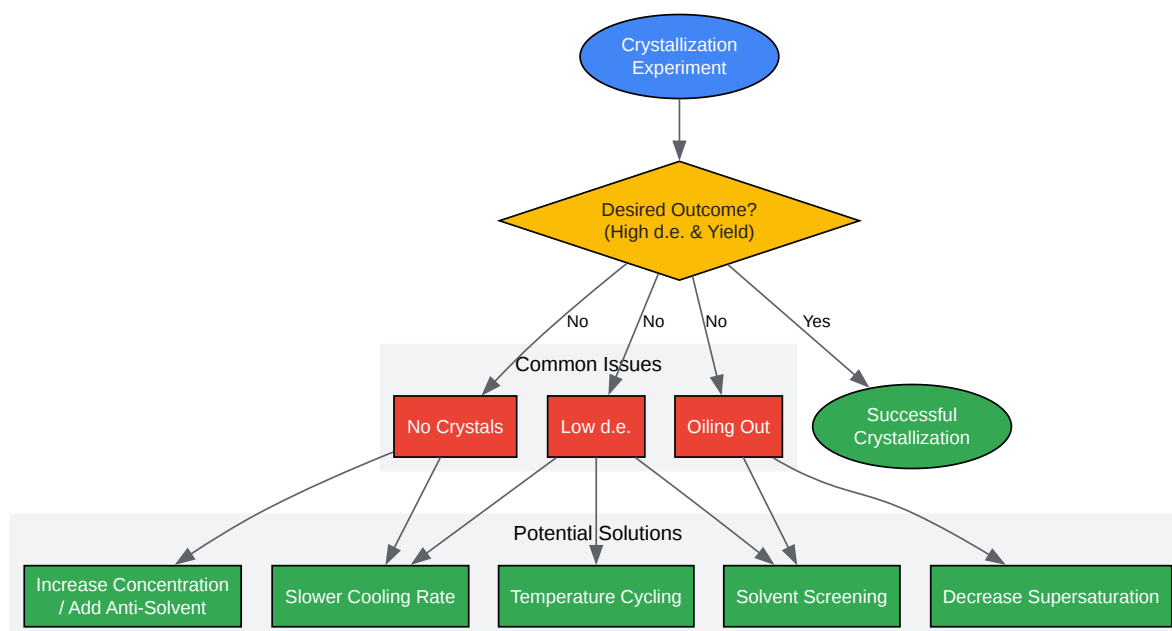 Crystallization
Experiment
Desired Outcome?
(High d.e. & Yield)
No
No
No
Yes
Common Issues
No Crystals
Low d.e.
Oiling Out
Successful
Crystallization
Potential Solutions
Increase Concentration
/ Add Anti-Solvent
Slower Cooling Rate
Temperature Cycling
Solvent Screening
Decrease Supersaturation